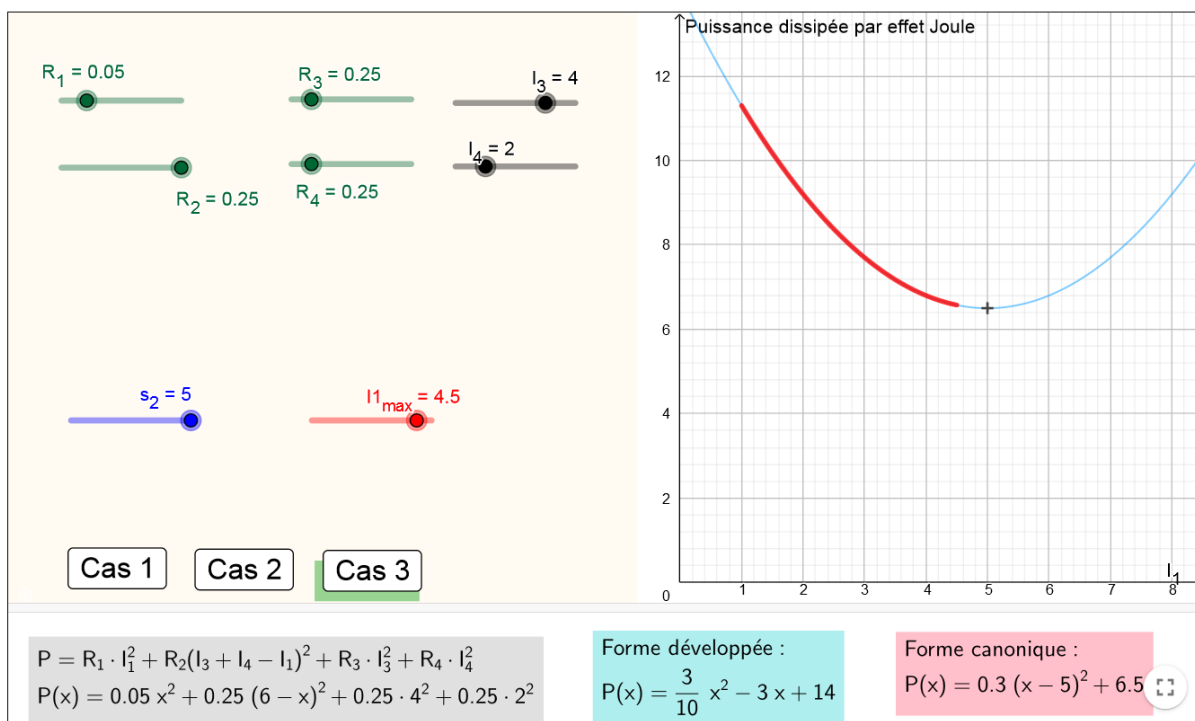 R₁ = 0.05
R₃ = 0.25
I₃ = 4
R₂ = 0.25
R₄ = 0.25
I₄ = 2
s₂ = 5
I1ₘₐₓ = 4.5
Cas 1
Cas 2
Cas 3
Puissance dissipée par effet Joule
12
10
8
6
4
2
0
1
2
3
4
5
6
7
8
I₁
P = R₁ · I₁² + R₂(I₃ + I₄ − I₁)² + R₃ · I₃² + R₄ · I₄²
P(x) = 0.05 x² + 0.25 (6 − x)² + 0.25 · 4² + 0.25 · 2²
Forme développée :
P(x) = 3/10 x² − 3 x + 14
Forme canonique :
P(x) = 0.3 (x − 5)² + 6.5